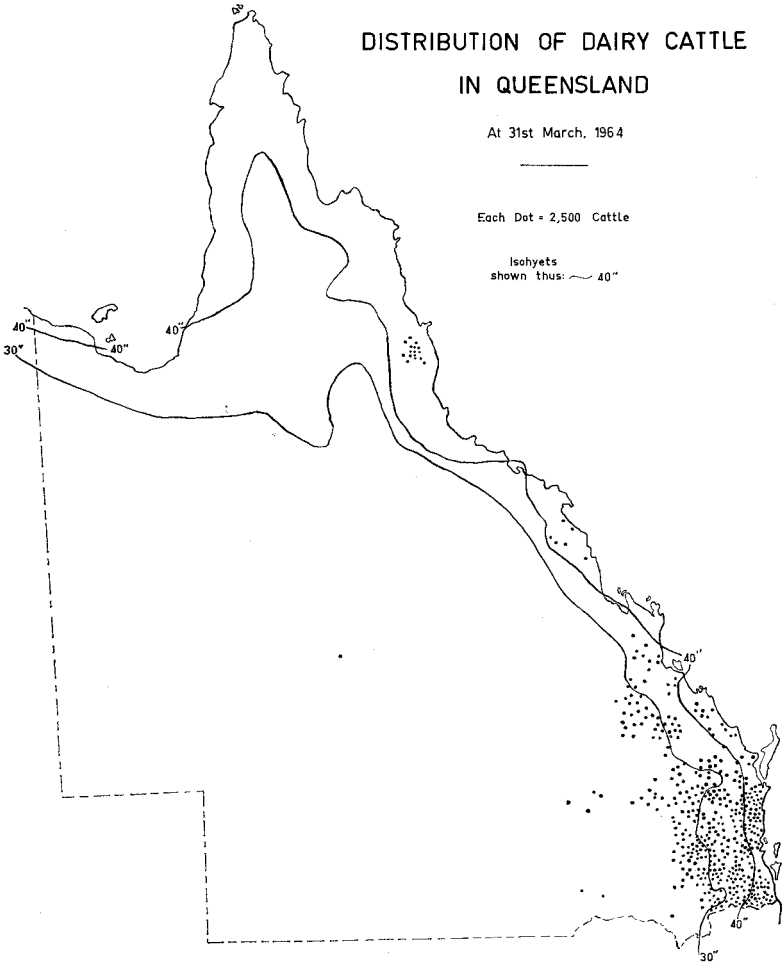 DISTRIBUTION OF DAIRY CATTLE
IN QUEENSLAND
At 31st March, 1964
Each Dot = 2,500 Cattle
Isohyets
shown thus: 40"
40"
40"
40"
30"
40"
40"
30"